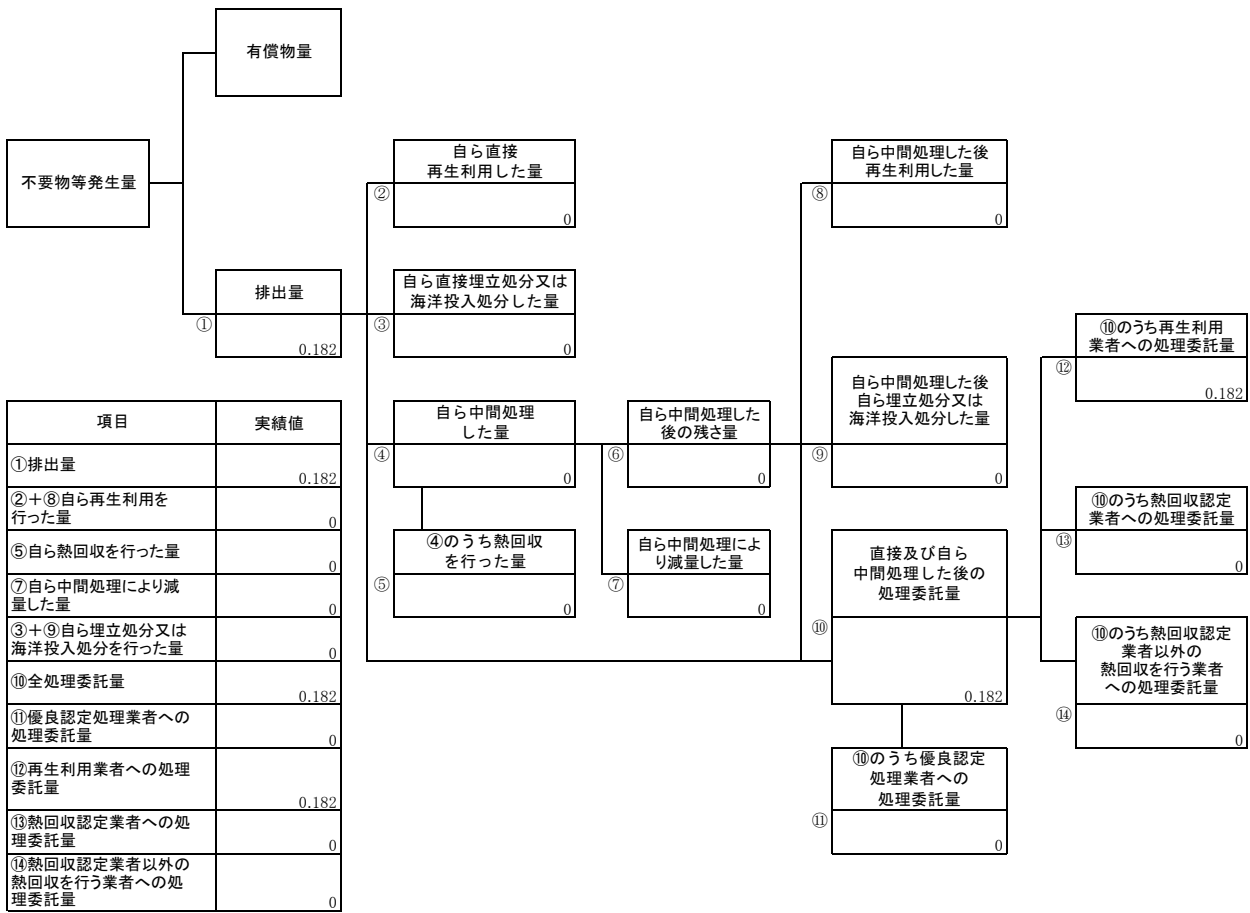 有償物量
不要物等発生量
自ら直接
再生利用した量
②
0
自ら中間処理した後
再生利用した量
⑧
0
排出量
①
0.182
自ら直接埋立処分又は
海洋投入処分した量
③
0
⑩のうち再生利用
業者への処理委託量
⑫
0.182
自ら中間処理
した量
④
0
自ら中間処理した
後の残さ量
⑥
0
自ら中間処理した後
自ら埋立処分又は
海洋投入処分した量
⑨
0
④のうち熱回収
を行った量
⑤
0
自ら中間処理によ
り減量した量
⑦
0
直接及び自ら
中間処理した後の
処理委託量
⑩
0.182
⑩のうち熱回収認定
業者への処理委託量
⑬
0
⑩のうち熱回収認定
業者以外の
熱回収を行う業者
への処理委託量
⑭
0
⑩のうち優良認定
処理業者への
処理委託量
⑪
0
項目 実績値
①排出量
0.182
②+⑧自ら再生利用を
行った量
0
⑤自ら熱回収を行った量
0
⑦自ら中間処理により減
量した量
0
③+⑨自ら埋立処分又は
海洋投入処分を行った量
0
⑩全処理委託量
0.182
⑪優良認定処理業者への
処理委託量
0
⑫再生利用業者への処理
委託量
0.182
⑬熱回収認定業者への処
理委託量
0
⑭熱回収認定業者以外の
熱回収を行う業者への処
理委託量
0